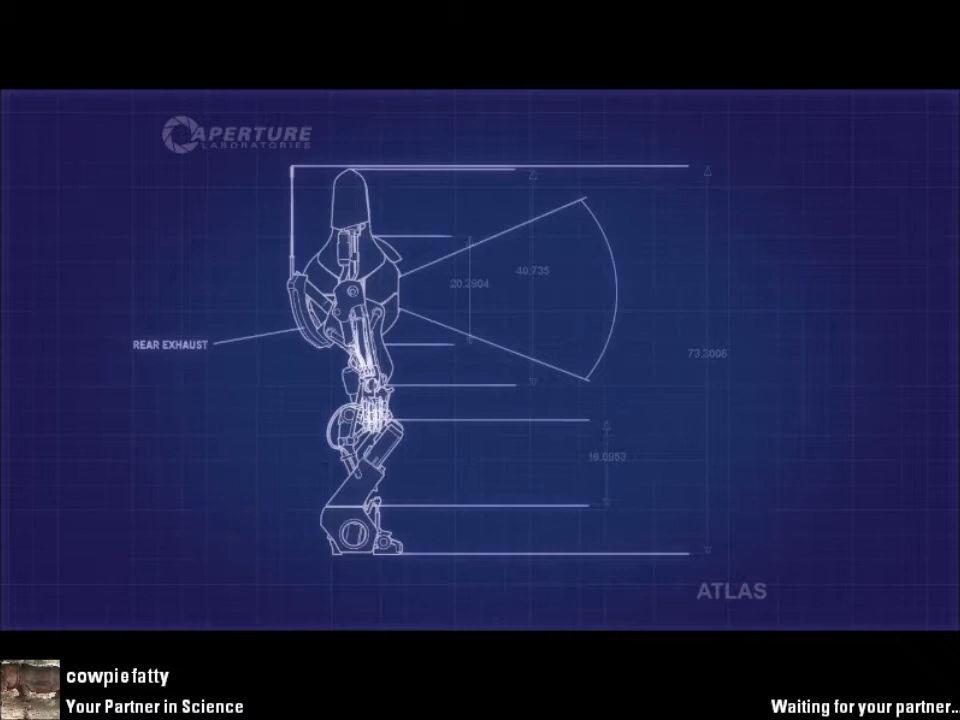 APERTURE
LABORATORIES
40.735
20.2904
REAR EXHAUST
73.3006
16.0953
ATLAS
cowpiefatty
Your Partner in Science
Waiting for your partner..